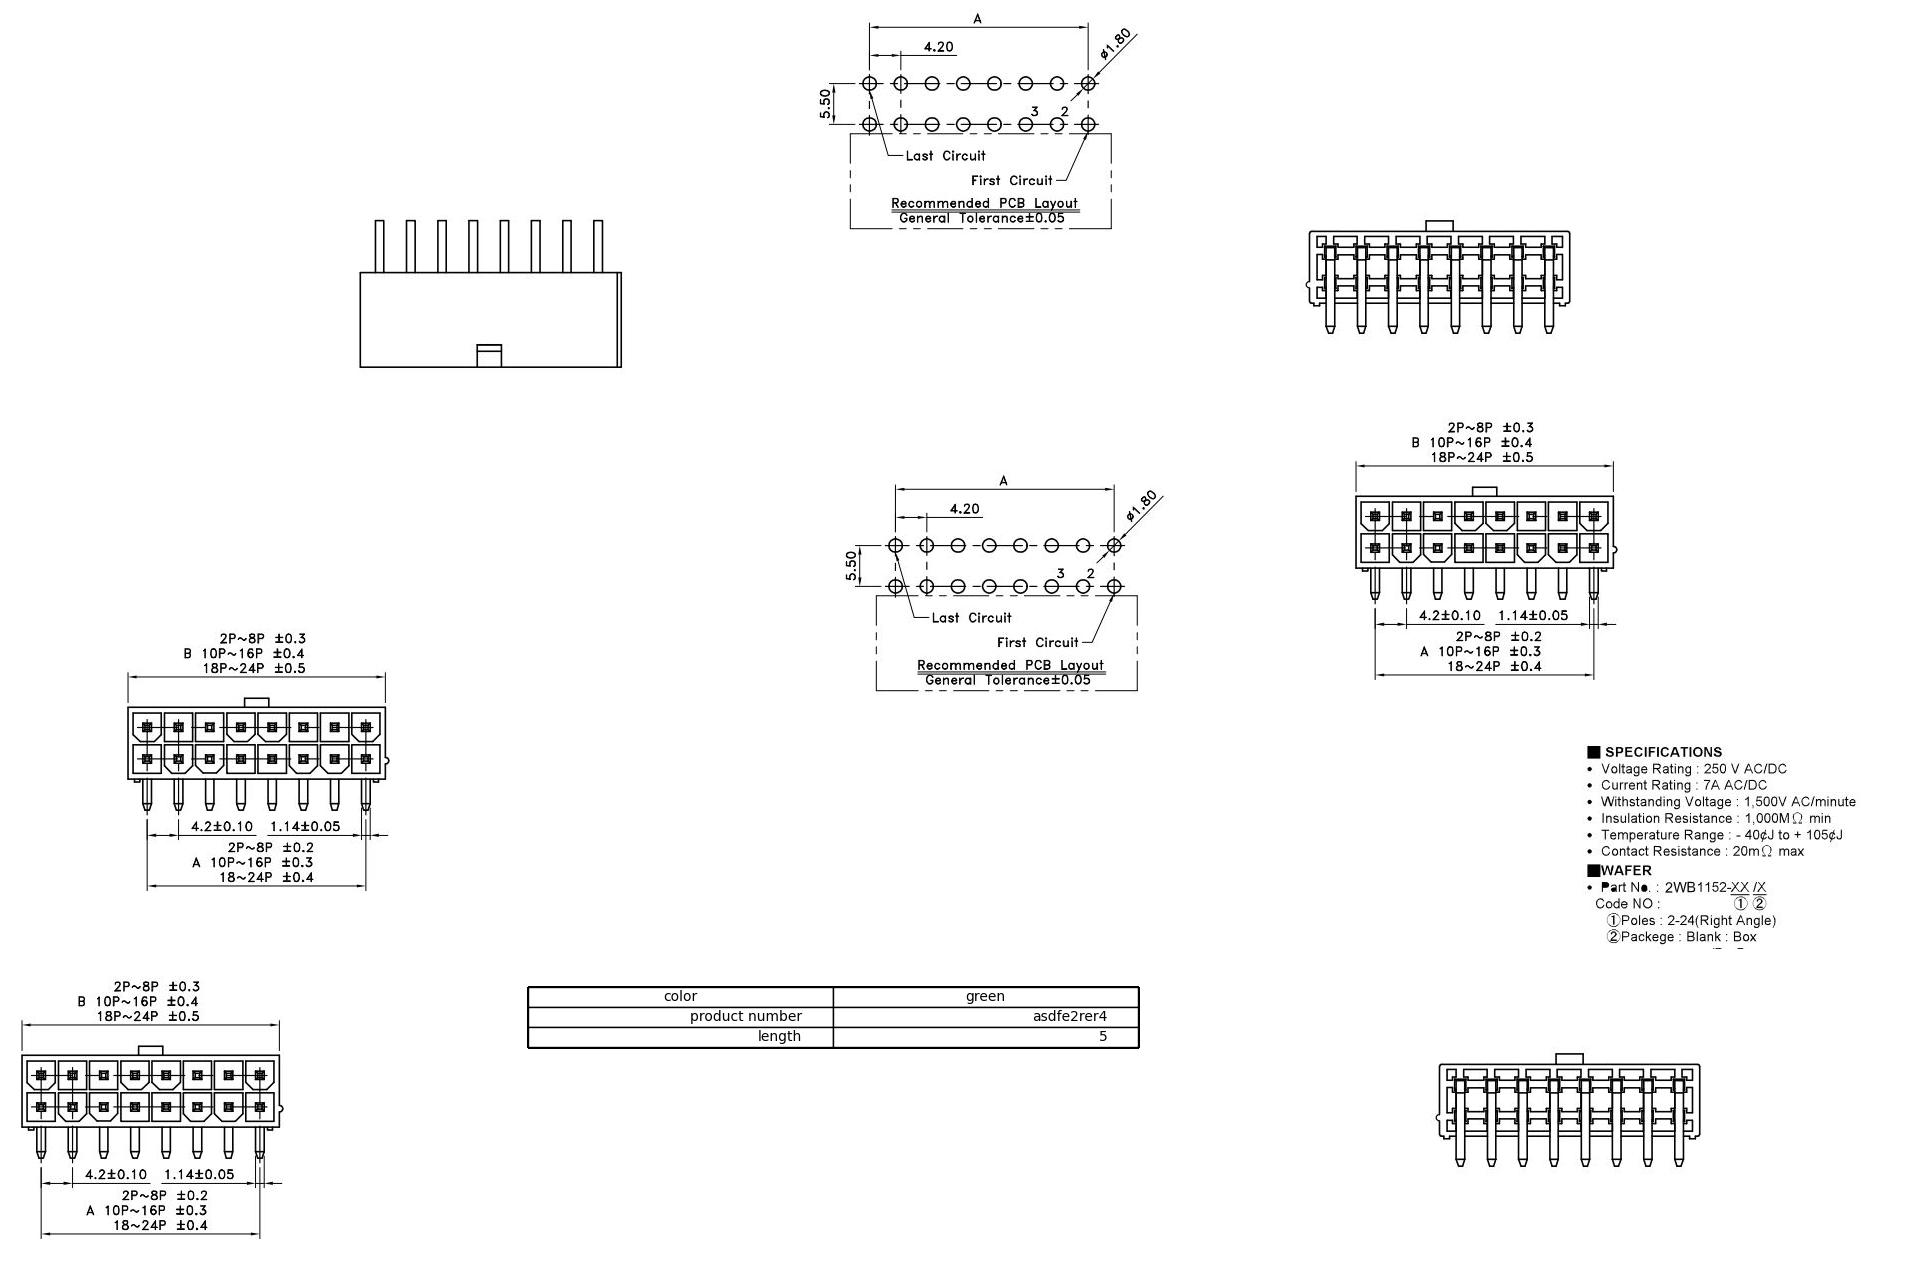 A
4.20
ø1.80
5.50
3 2
Last Circuit
First Circuit
Recommended PCB Layout
General Tolerance±0.05
2P~8P ±0.3
B 10P~16P ±0.4
18P~24P ±0.5
4.2±0.10 1.14±0.05
2P~8P ±0.2
A 10P~16P ±0.3
18~24P ±0.4
A
4.20
ø1.80
5.50
3 2
Last Circuit
First Circuit
Recommended PCB Layout
General Tolerance±0.05
2P~8P ±0.3
B 10P~16P ±0.4
18P~24P ±0.5
4.2±0.10 1.14±0.05
2P~8P ±0.2
A 10P~16P ±0.3
18~24P ±0.4
■ SPECIFICATIONS
• Voltage Rating : 250 V AC/DC
• Current Rating : 7A AC/DC
• Withstanding Voltage : 1,500V AC/minute
• Insulation Resistance : 1,000MΩ min
• Temperature Range : - 40¢J to + 105¢J
• Contact Resistance : 20mΩ max
■WAFER
• Part No. : 2WB1152-XX /X
Code NO : ① ②
①Poles : 2-24(Right Angle)
②Packege : Blank : Box
2P~8P ±0.3
B 10P~16P ±0.4
18P~24P ±0.5
4.2±0.10 1.14±0.05
2P~8P ±0.2
A 10P~16P ±0.3
18~24P ±0.4
color green
product number asdfe2rer4
length 5